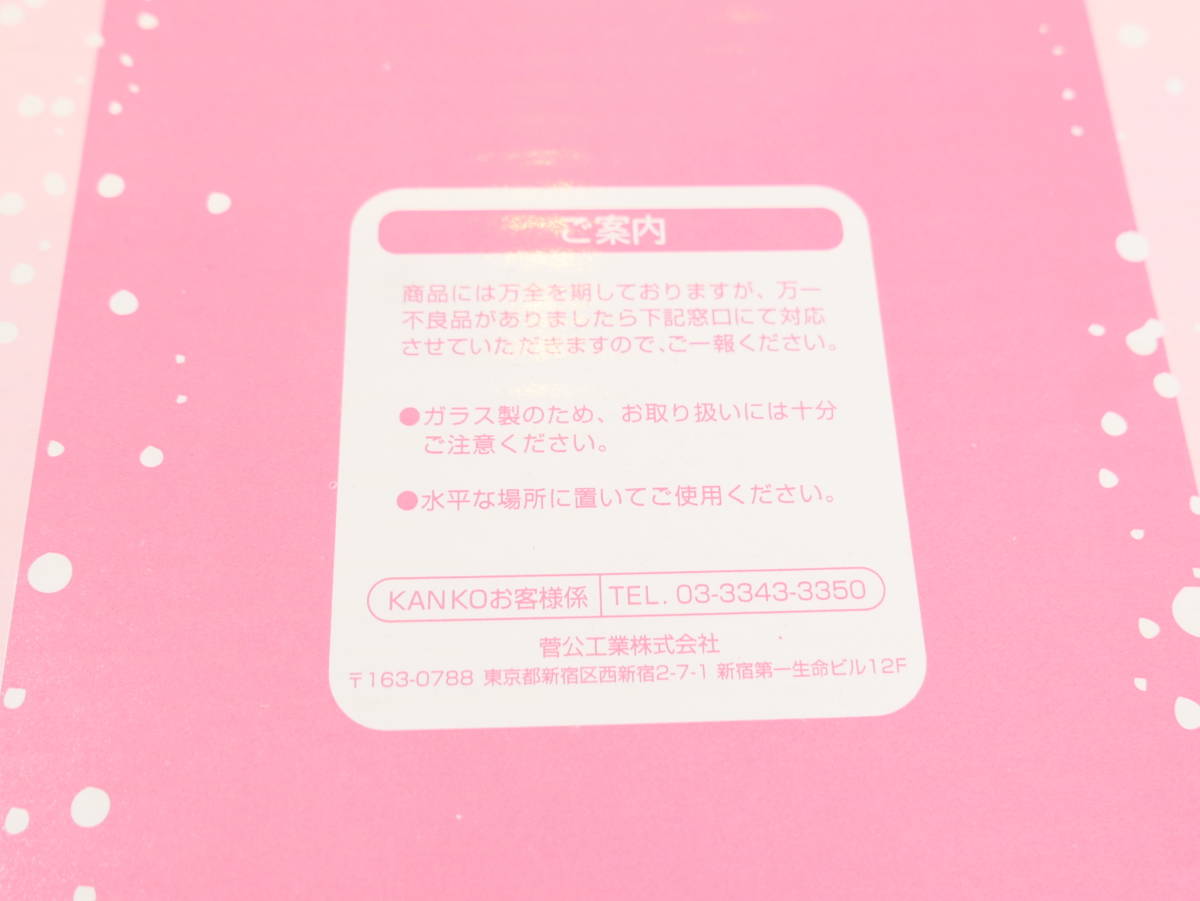 ご案内
商品には万全を期しておりますが、万一
不良品がありましたら下記窓口にて対応
させていただきますので、ご一報ください。
●ガラス製のため、お取り扱いには十分
ご注意ください。
●水平な場所に置いてご使用ください。
KANKOお客様係 TEL. 03-3343-3350
菅公工業株式会社
〒163-0788 東京都新宿区西新宿2-7-1 新宿第一生命ビル12F